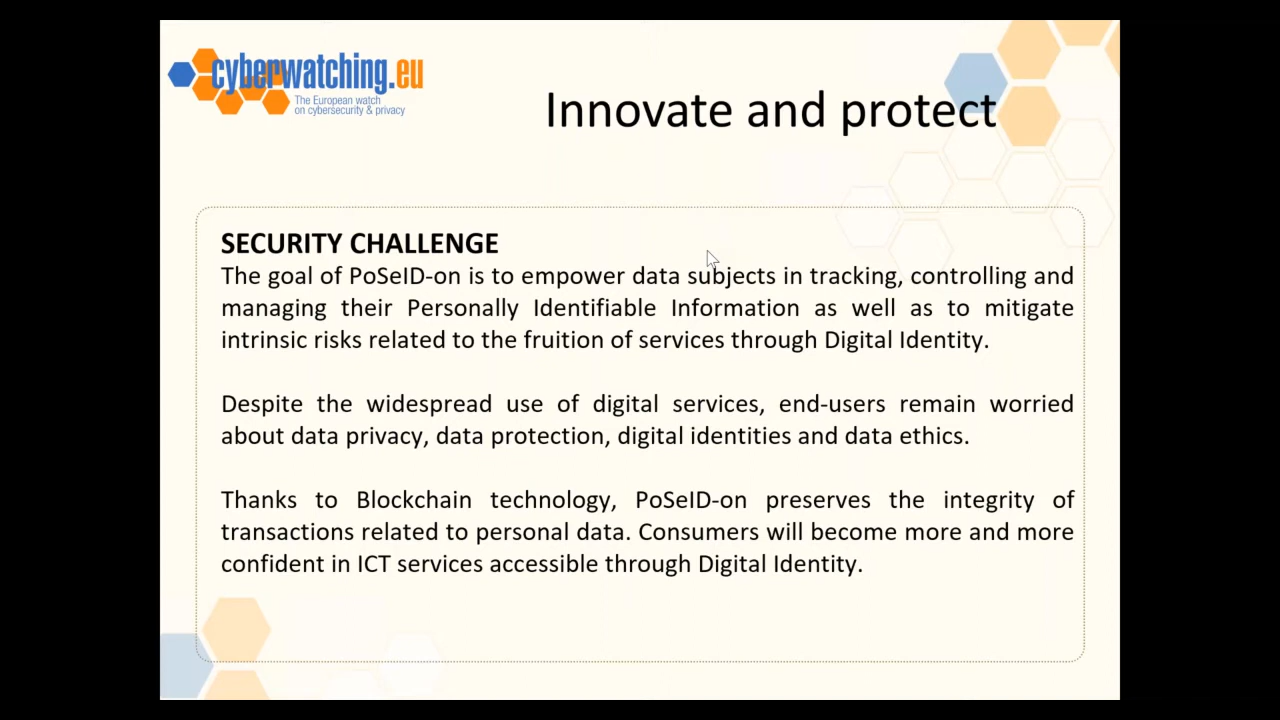 cyberwatching.eu
The European watch
on cybersecurity & privacy
Innovate and protect
SECURITY CHALLENGE
The goal of PoSeID-on is to empower data subjects in tracking, controlling and
managing their Personally Identifiable Information as well as to mitigate
intrinsic risks related to the fruition of services through Digital Identity.
Despite the widespread use of digital services, end-users remain worried
about data privacy, data protection, digital identities and data ethics.
Thanks to Blockchain technology, PoSeID-on preserves the integrity of
transactions related to personal data. Consumers will become more and more
confident in ICT services accessible through Digital Identity.